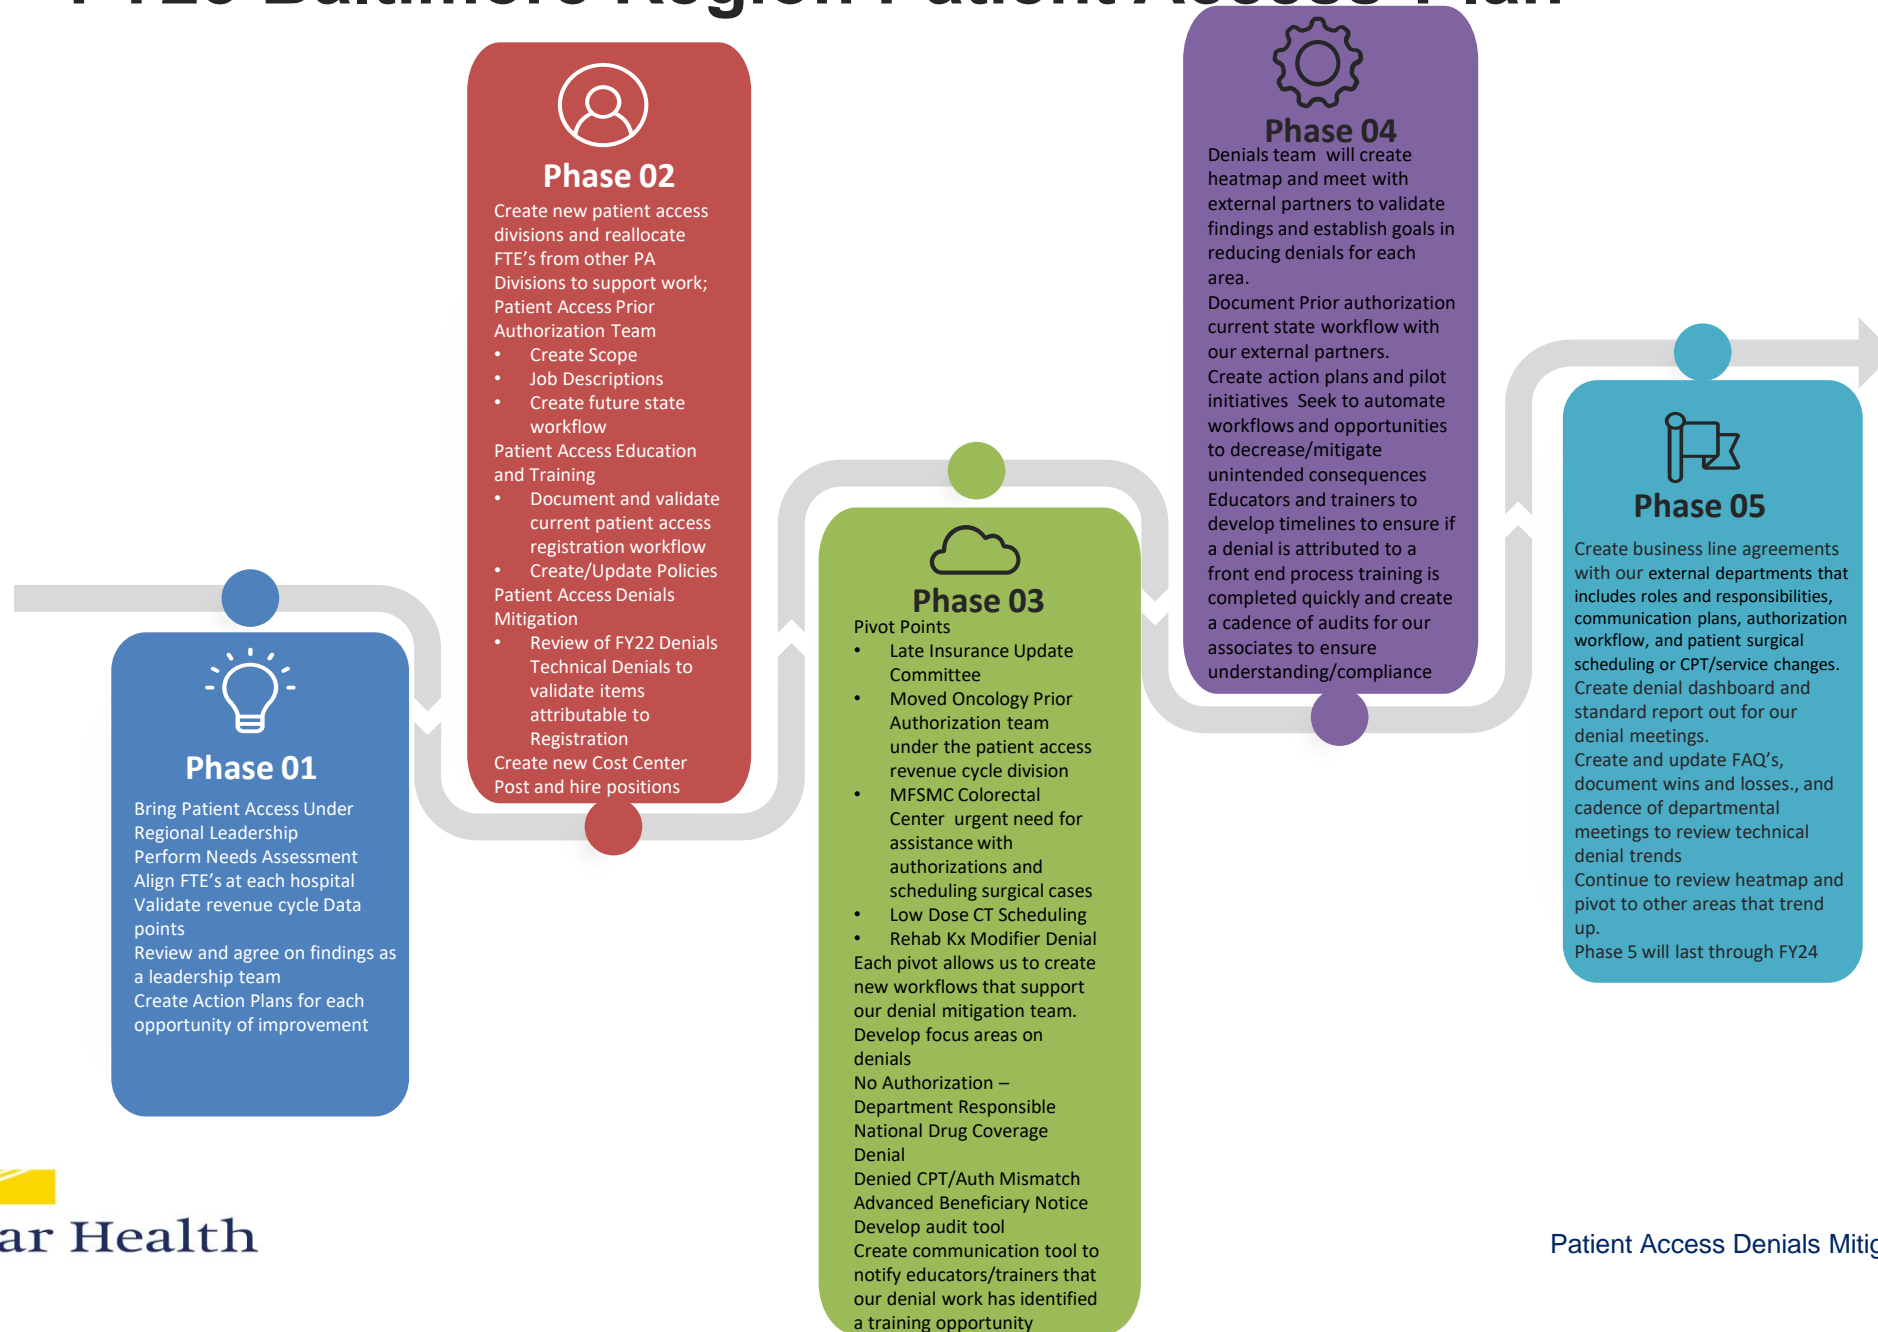 Baltimore Region Patient Access Plan
Phase 01
Bring Patient Access Under
Regional Leadership
Perform Needs Assessment
Align FTE's at each hospital
Validate revenue cycle Data
points
Review and agree on findings as
a leadership team
Create Action Plans for each
opportunity of improvement
Phase 02
Create new patient access
divisions and reallocate
FTE's from other PA
Divisions to support work;
Patient Access Prior
Authorization Team
• Create Scope
• Job Descriptions
• Create future state
workflow
Patient Access Education
and Training
• Document and validate
current patient access
registration workflow
• Create/Update Policies
Patient Access Denials
Mitigation
• Review of FY22 Denials
Technical Denials to
validate items
attributable to
Registration
Create new Cost Center
Post and hire positions
Phase 03
Pivot Points
• Late Insurance Update
Committee
• Moved Oncology Prior
Authorization team
under the patient access
revenue cycle division
• MFSMC Colorectal
Center urgent need for
assistance with
authorizations and
scheduling surgical cases
• Low Dose CT Scheduling
• Rehab Kx Modifier Denial
Each pivot allows us to create
new workflows that support
our denial mitigation team.
Develop focus areas on
denials
No Authorization –
Department Responsible
National Drug Coverage
Denial
Denied CPT/Auth Mismatch
Advanced Beneficiary Notice
Develop audit tool
Create communication tool to
notify educators/trainers that
our denial work has identified
a training opportunity
Phase 04
Denials team will create
heatmap and meet with
external partners to validate
findings and establish goals in
reducing denials for each
area.
Document Prior authorization
current state workflow with
our external partners.
Create action plans and pilot
initiatives Seek to automate
workflows and opportunities
to decrease/mitigate
unintended consequences
Educators and trainers to
develop timelines to ensure if
a denial is attributed to a
front end process training is
completed quickly and create
a cadence of audits for our
associates to ensure
understanding/compliance
Phase 05
Create business line agreements
with our external departments that
includes roles and responsibilities,
communication plans, authorization
workflow, and patient surgical
scheduling or CPT/service changes.
Create denial dashboard and
standard report out for our
denial meetings.
Create and update FAQ's,
document wins and losses., and
cadence of departmental
meetings to review technical
denial trends
Continue to review heatmap and
pivot to other areas that trend
up.
Phase 5 will last through FY24
ar Health
Patient Access Denials Mitig